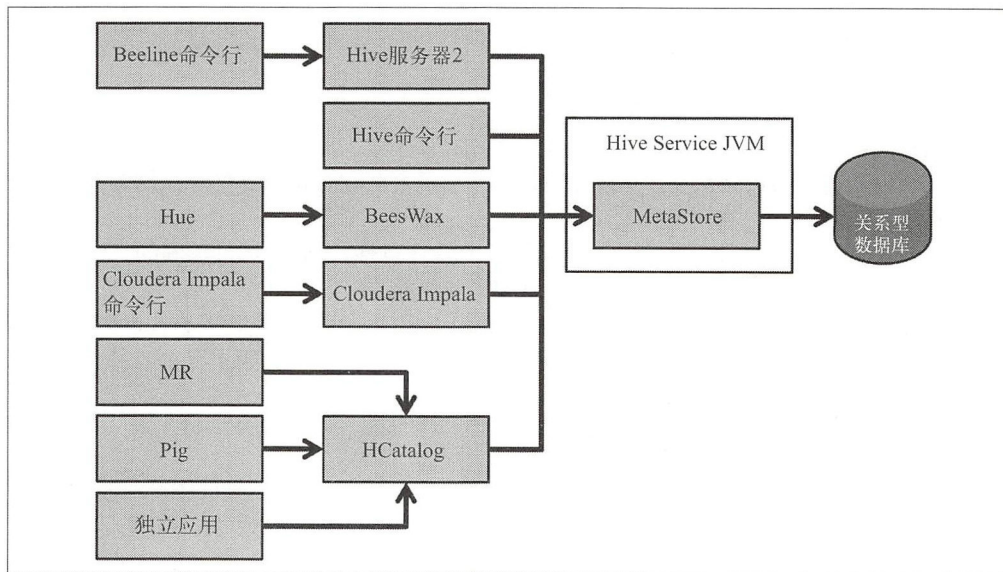 Beeline命令行
Hive服务器2
Hive命令行
Hive Service JVM
Hue
BeesWax
MetaStore
关系型
数据库
Cloudera Impala
命令行
Cloudera Impala
MR
Pig
HCatalog
独立应用